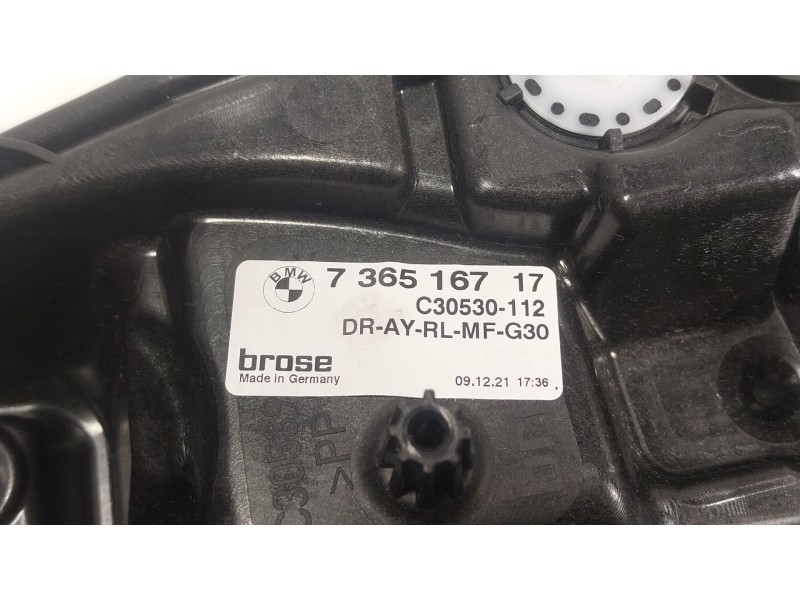 BMW
7 365 167 17
C30530-112
DR-AY-RL-MF-G30
brose
Made in Germany
09.12.21 17:36
>PP